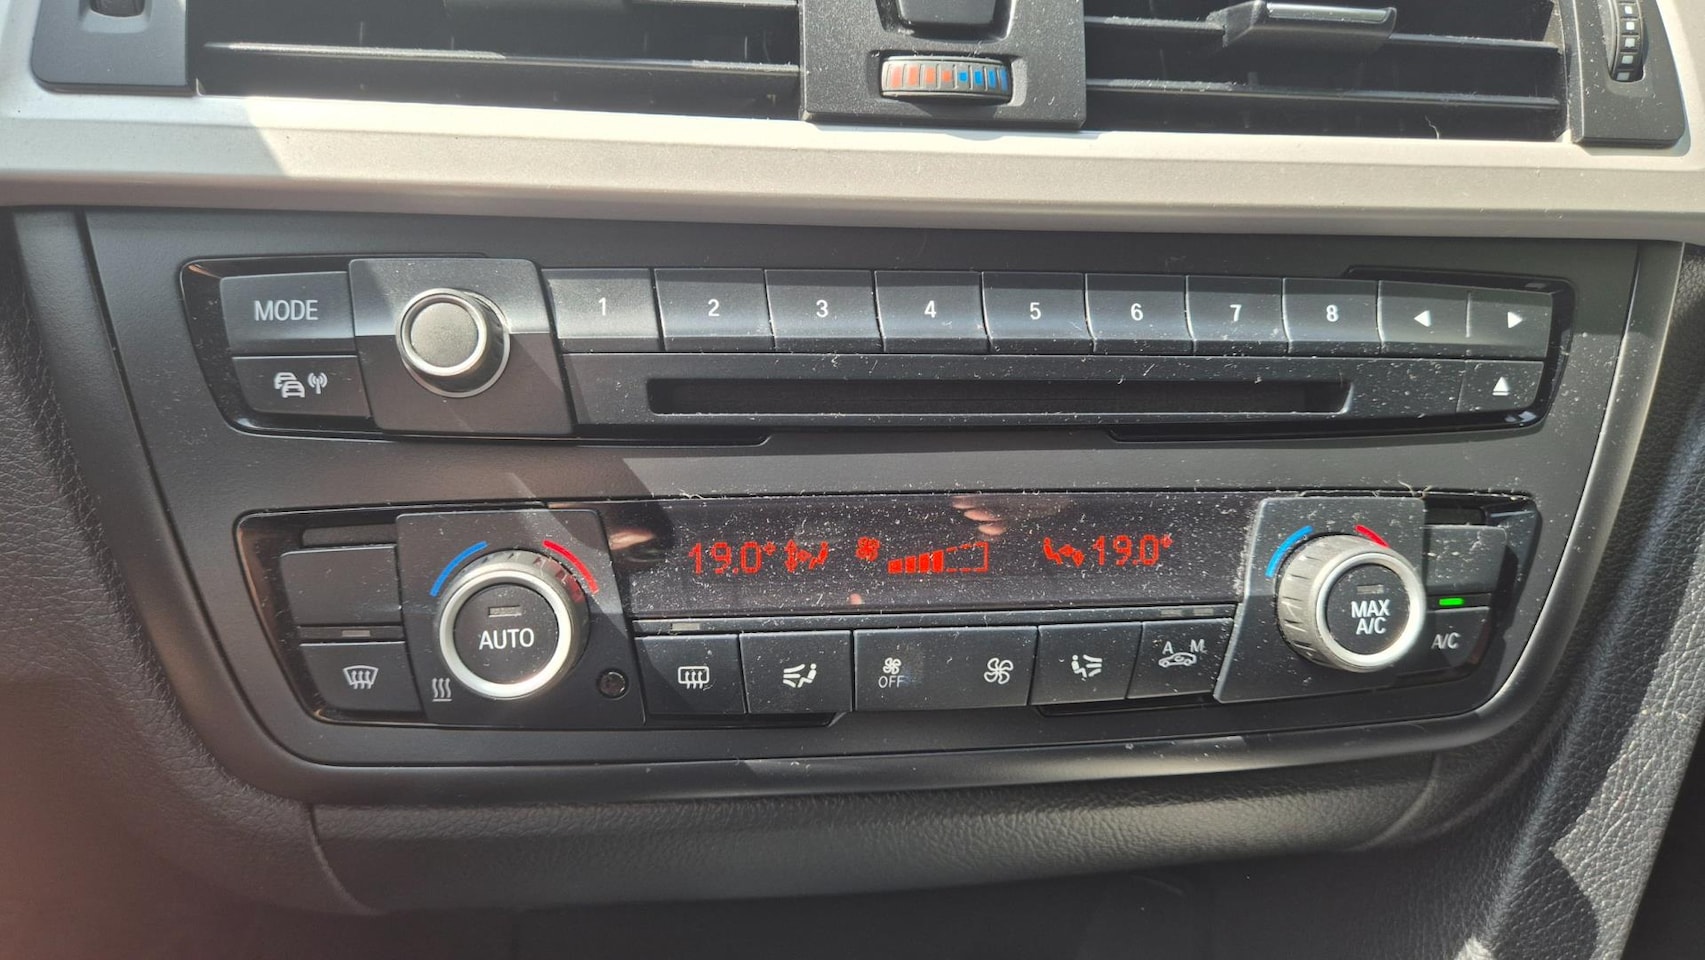 MODE 1 2 3 4 5 6 7 8
19.0° 19.0°
AUTO
MAX
A/C
A/C
OFF
A M